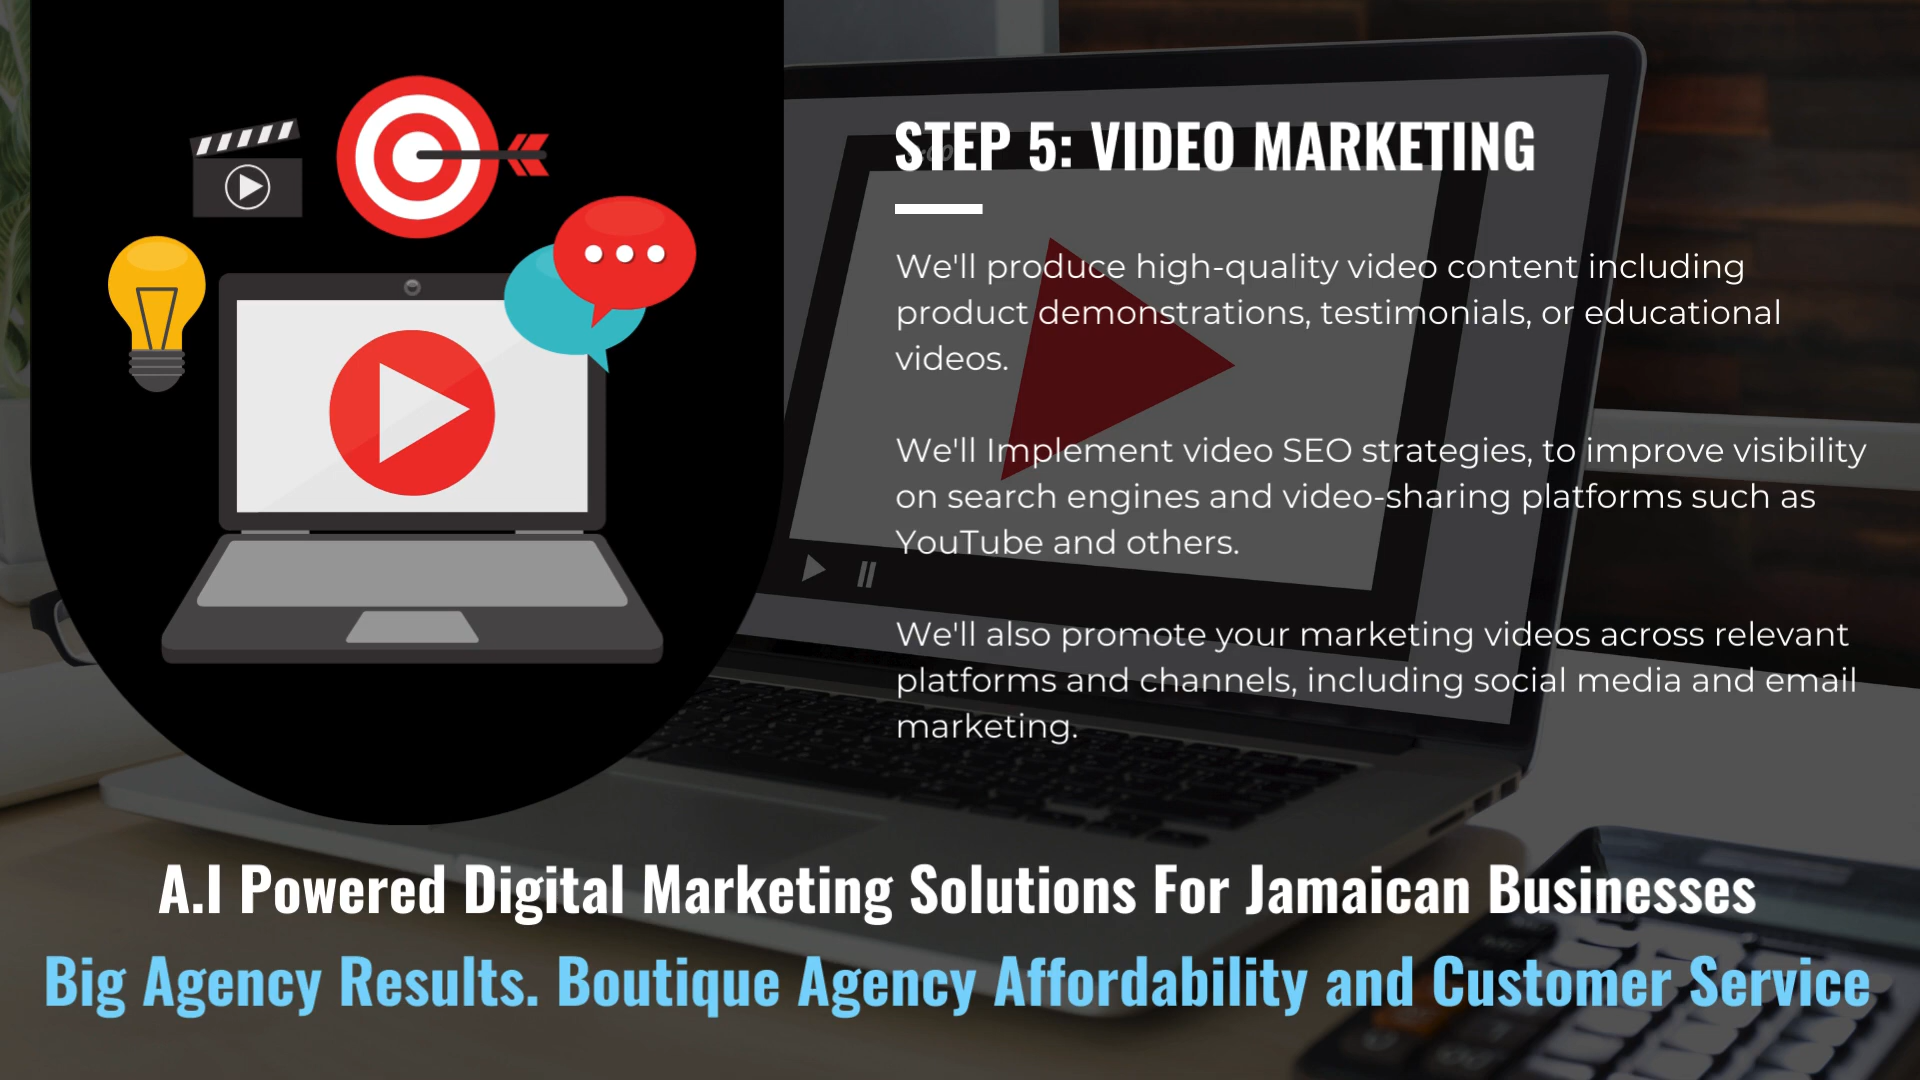 STEP 5: VIDEO MARKETING
We'll produce high-quality video content including
product demonstrations, testimonials, or educational
videos.
We'll Implement video SEO strategies, to improve visibility
on search engines and video-sharing platforms such as
YouTube and others.
We'll also promote your marketing videos across relevant
platforms and channels, including social media and email
marketing.
A.I Powered Digital Marketing Solutions For Jamaican Businesses
Big Agency Results. Boutique Agency Affordability and Customer Service